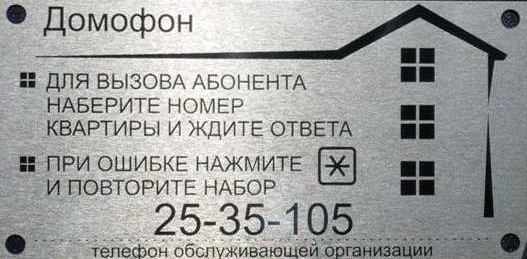 Домофон
ДЛЯ ВЫЗОВА АБОНЕНТА
НАБЕРИТЕ НОМЕР
КВАРТИРЫ И ЖДИТЕ ОТВЕТА
ПРИ ОШИБКЕ НАЖМИТЕ *
И ПОВТОРИТЕ НАБОР
25-35-105
телефон обслуживающей организации